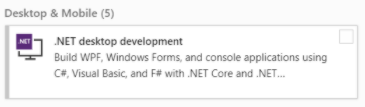 Desktop & Mobile (5)
.NET
.NET desktop development
Build WPF, Windows Forms, and console applications using
C#, Visual Basic, and F# with .NET Core and .NET...